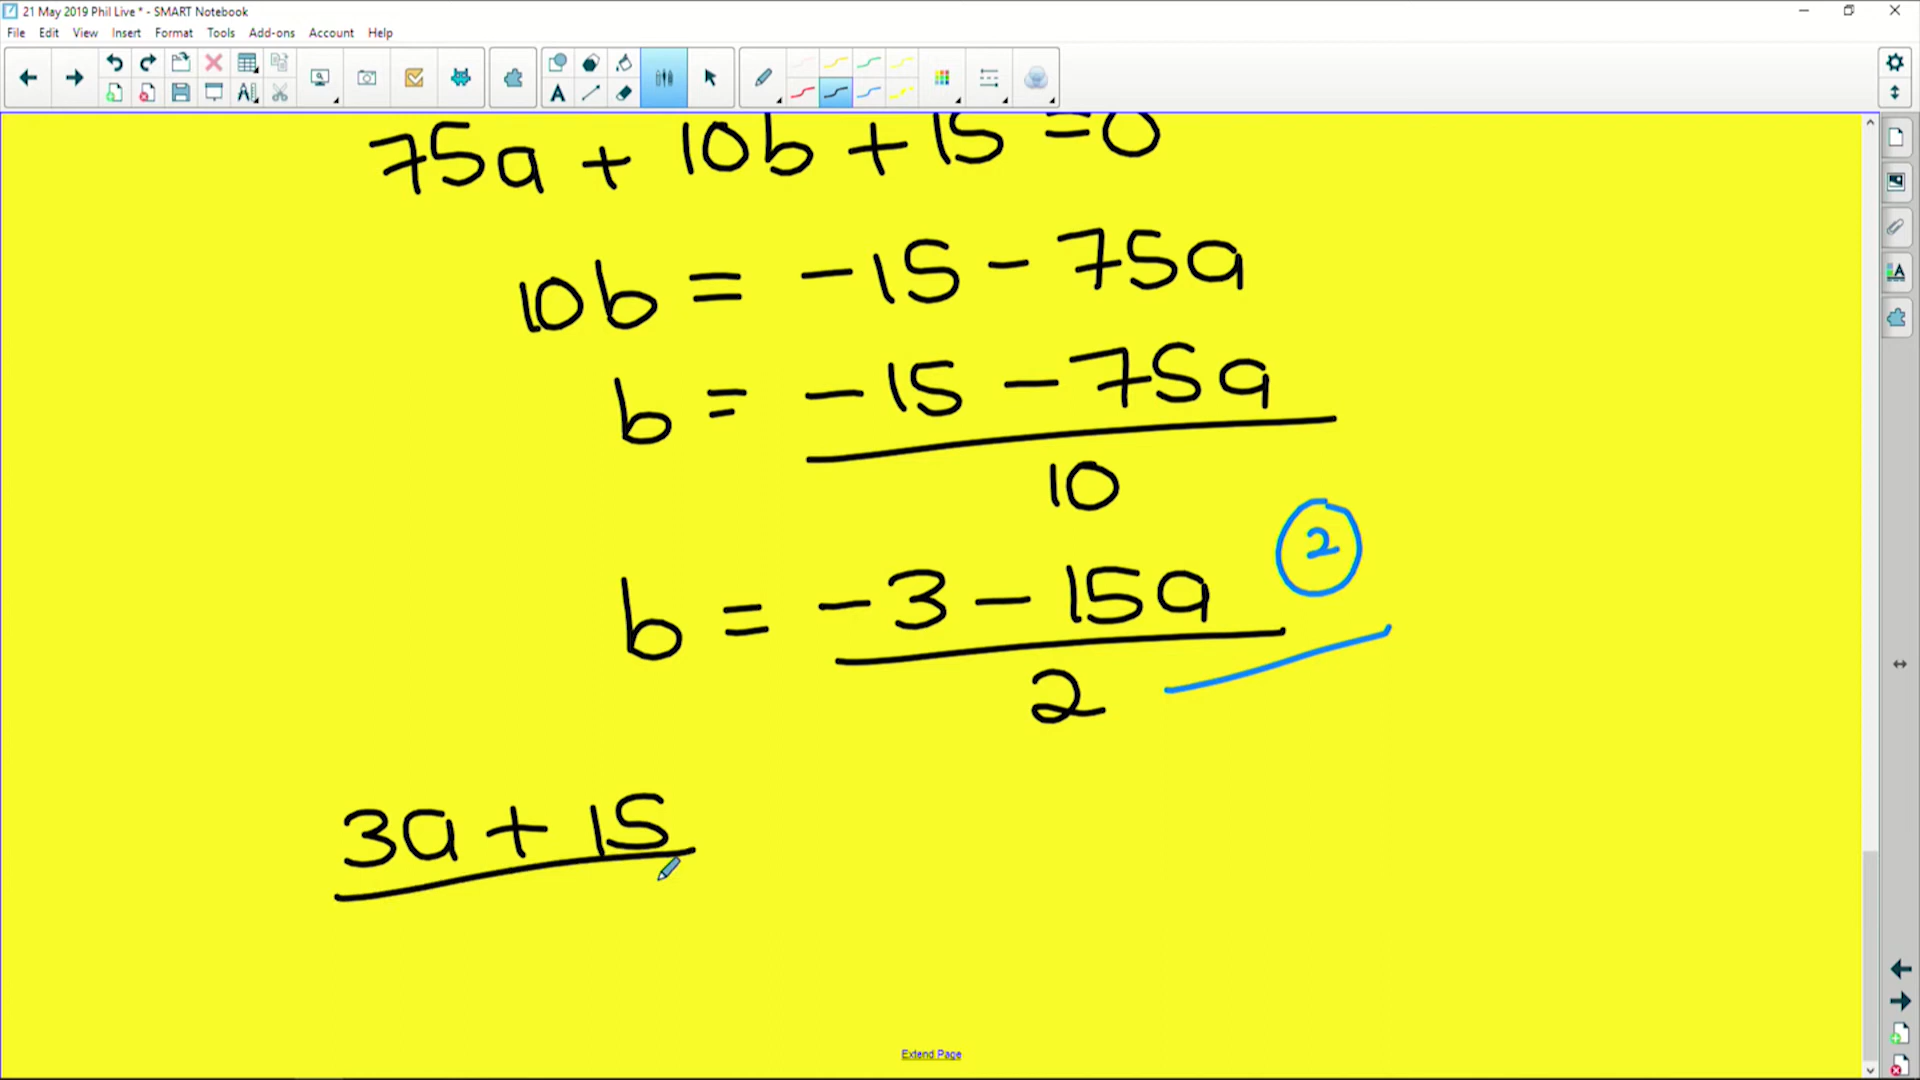 21 May 2019 Phil Live * - SMART Notebook
File Edit View Insert Format Tools Add-ons Account Help
75a + 10b + 15 = 0
10b = -15 - 75a
b = -15 - 75a
10
2
b = -3 - 15a
2
3a + 15
Extend Page